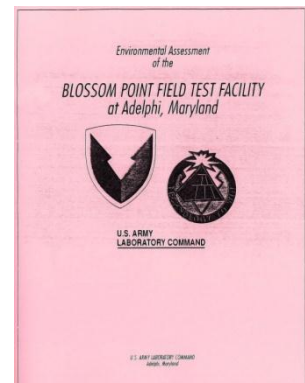 Environmental Assessment
of the
BLOSSOM POINT FIELD TEST FACILITY
at Adelphi, Maryland
U.S. ARMY
LABORATORY COMMAND
U.S. ARMY LABORATORY COMMAND
Adelphi, Maryland